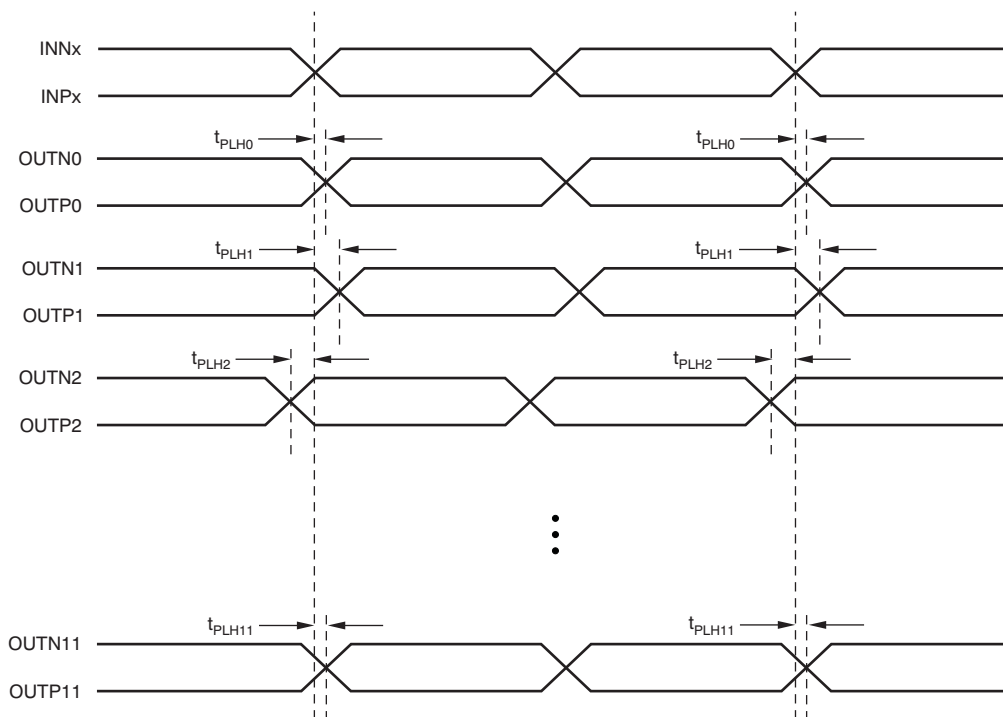 INNx
INPx
tPLH0 tPLH0
OUTN0
OUTP0
tPLH1 tPLH1
OUTN1
OUTP1
tPLH2 tPLH2
OUTN2
OUTP2
tPLH11 tPLH11
OUTN11
OUTP11